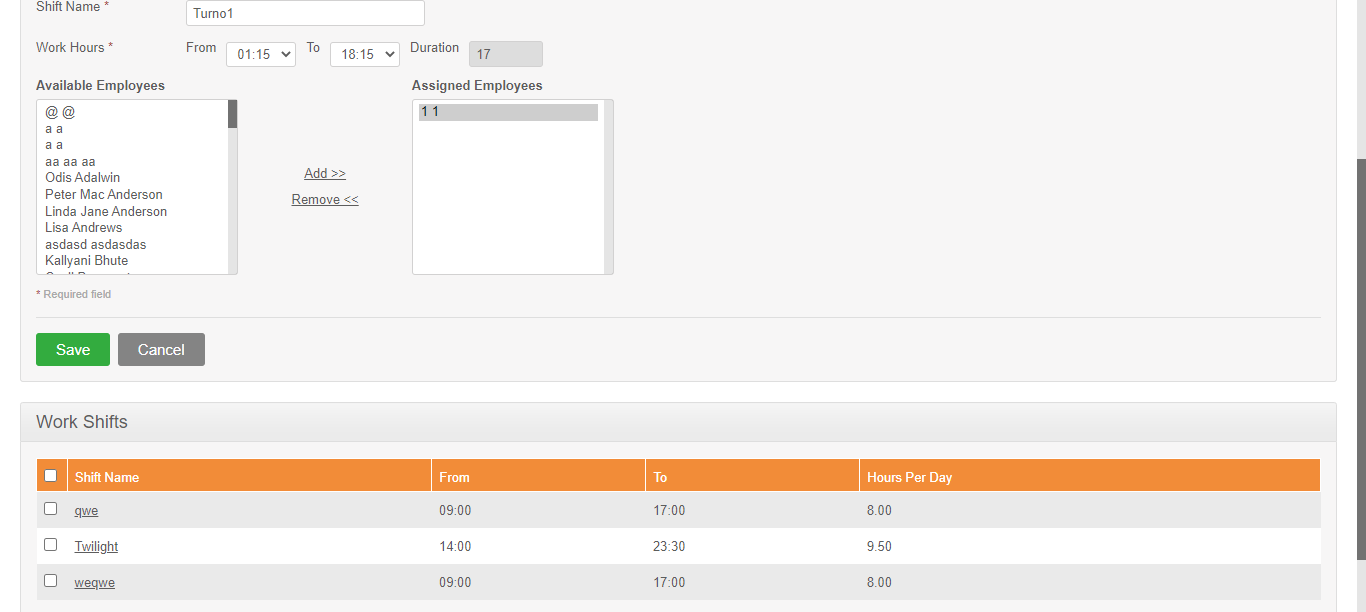 Shift Name *
Turno1
Work Hours * From 01:15 To 18:15 Duration 17
Available Employees
Assigned Employees
@ @
a a
a a
aa aa aa
Odis Adalwin
Peter Mac Anderson
Linda Jane Anderson
Lisa Andrews
asdasd asdasdas
Kallyani Bhute
Add >>
Remove <<
1 1
* Required field
Save Cancel
Work Shifts
Shift Name From To Hours Per Day
qwe 09:00 17:00 8.00
Twilight 14:00 23:30 9.50
weqwe 09:00 17:00 8.00